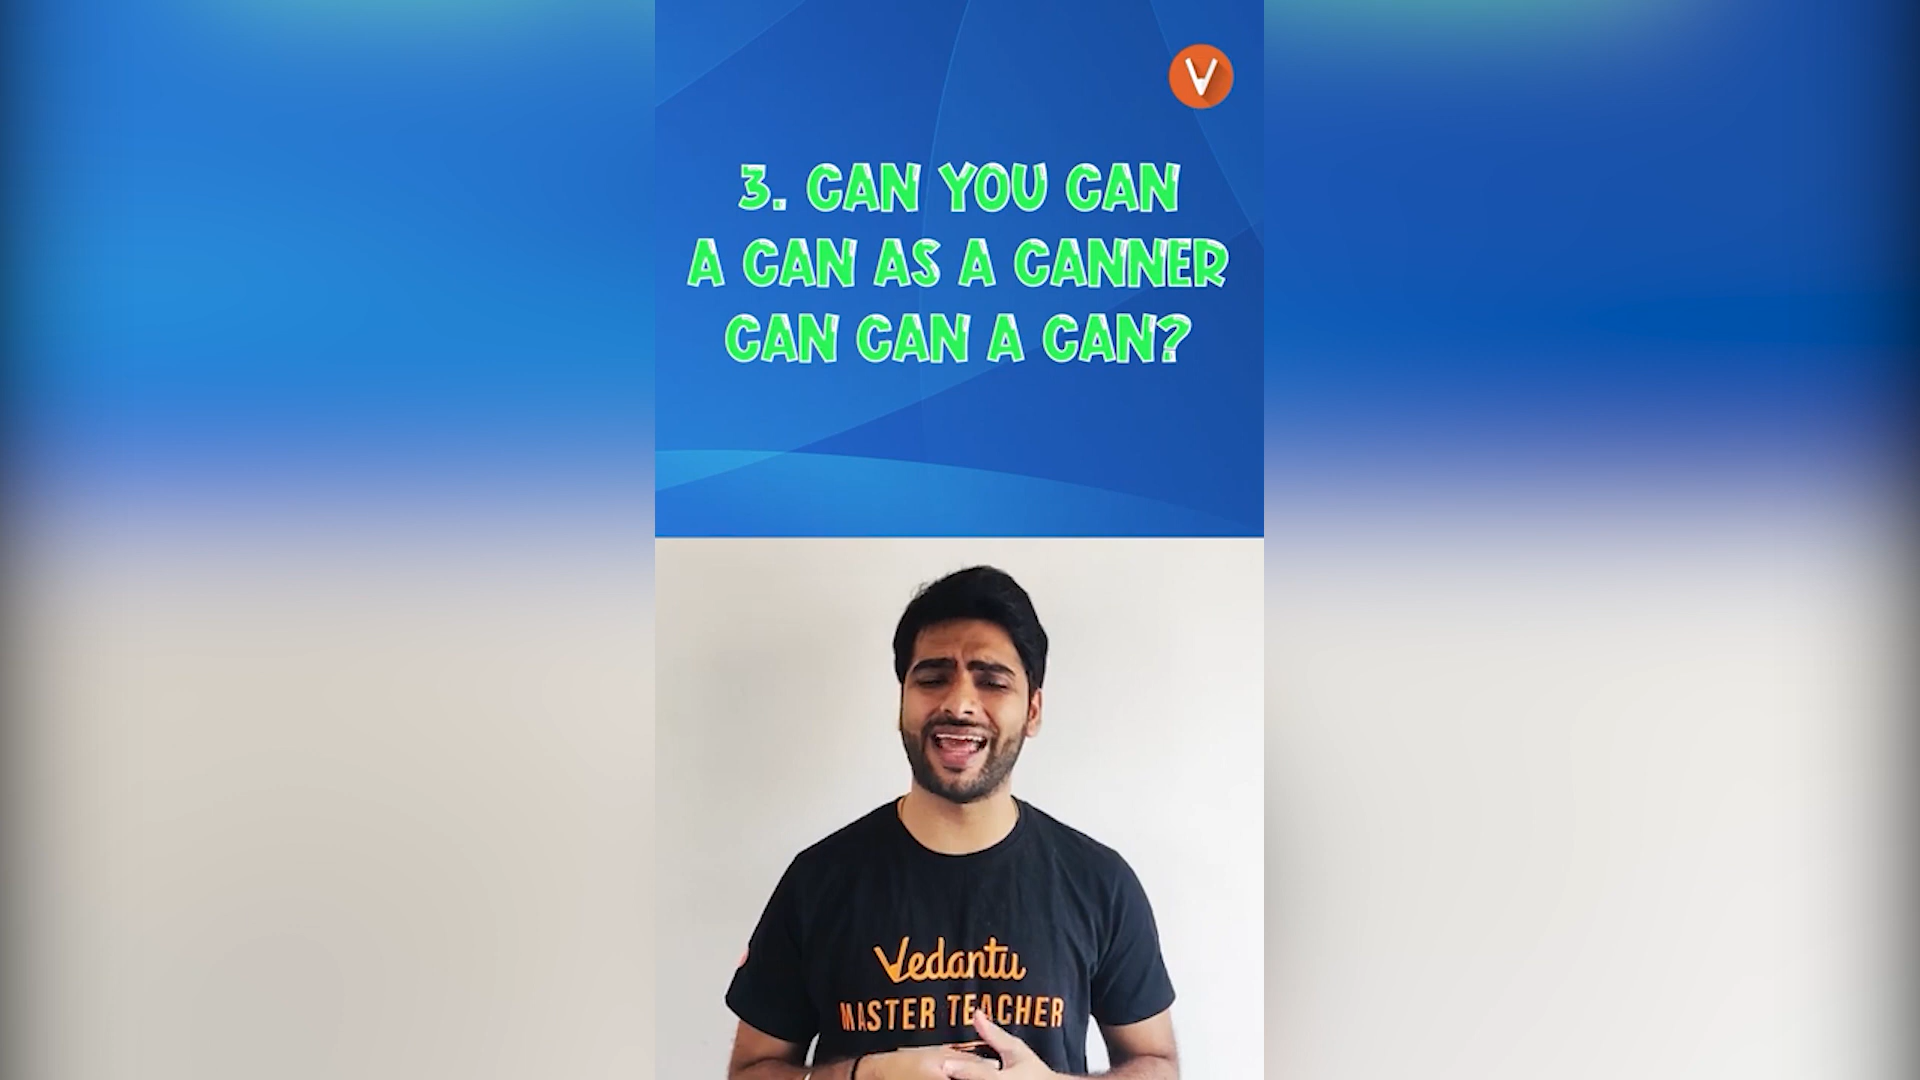 3. CAN YOU CAN
A CAN AS A CANNER
CAN CAN A CAN?
Vedantu
MASTER TEACHER